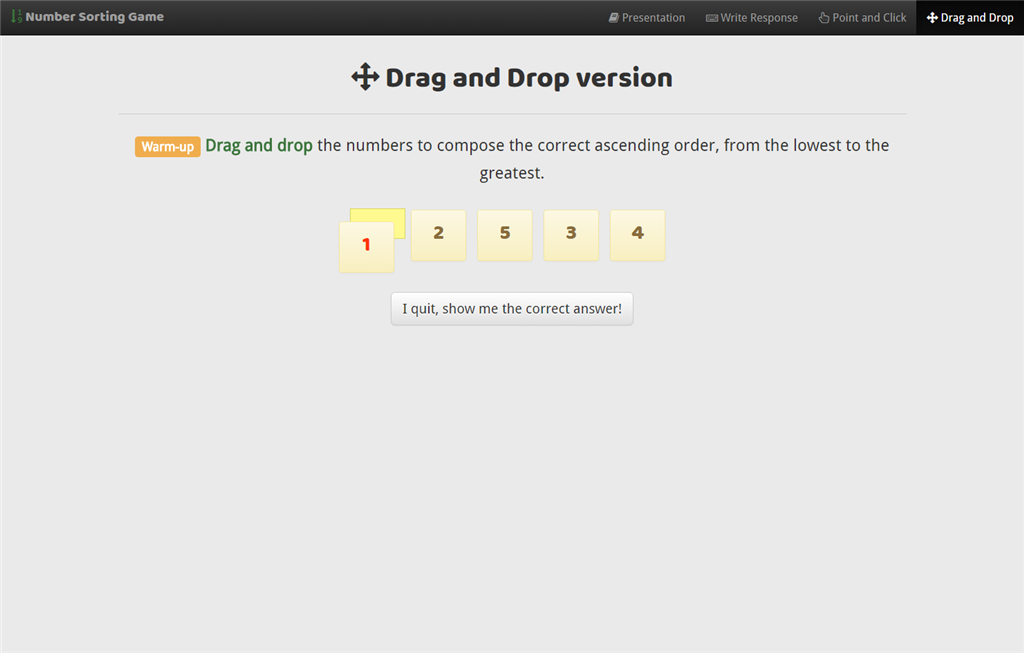 Number Sorting Game
Presentation
Write Response
Point and Click
Drag and Drop
Drag and Drop version
Warm-up Drag and drop the numbers to compose the correct ascending order, from the lowest to the
greatest.
1 2 5 3 4
I quit, show me the correct answer!